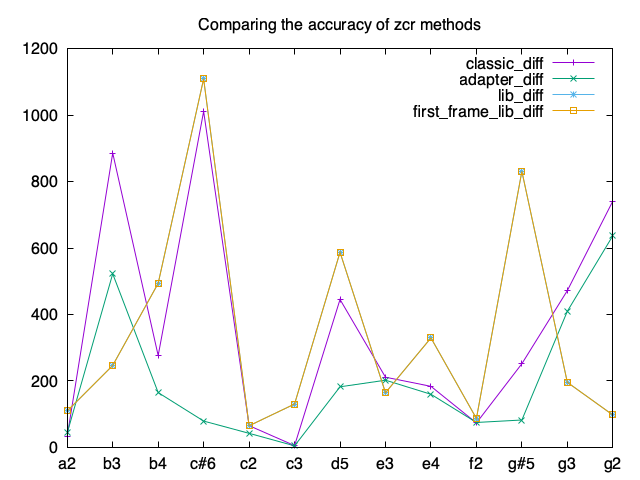 Comparing the accuracy of zcr methods
1200
1000
800
600
400
200
0
classic_diff
adapter_diff
lib_diff
first_frame_lib_diff
a2 b3 b4 c#6 c2 c3 d5 e3 e4 f2 g#5 g3 g2